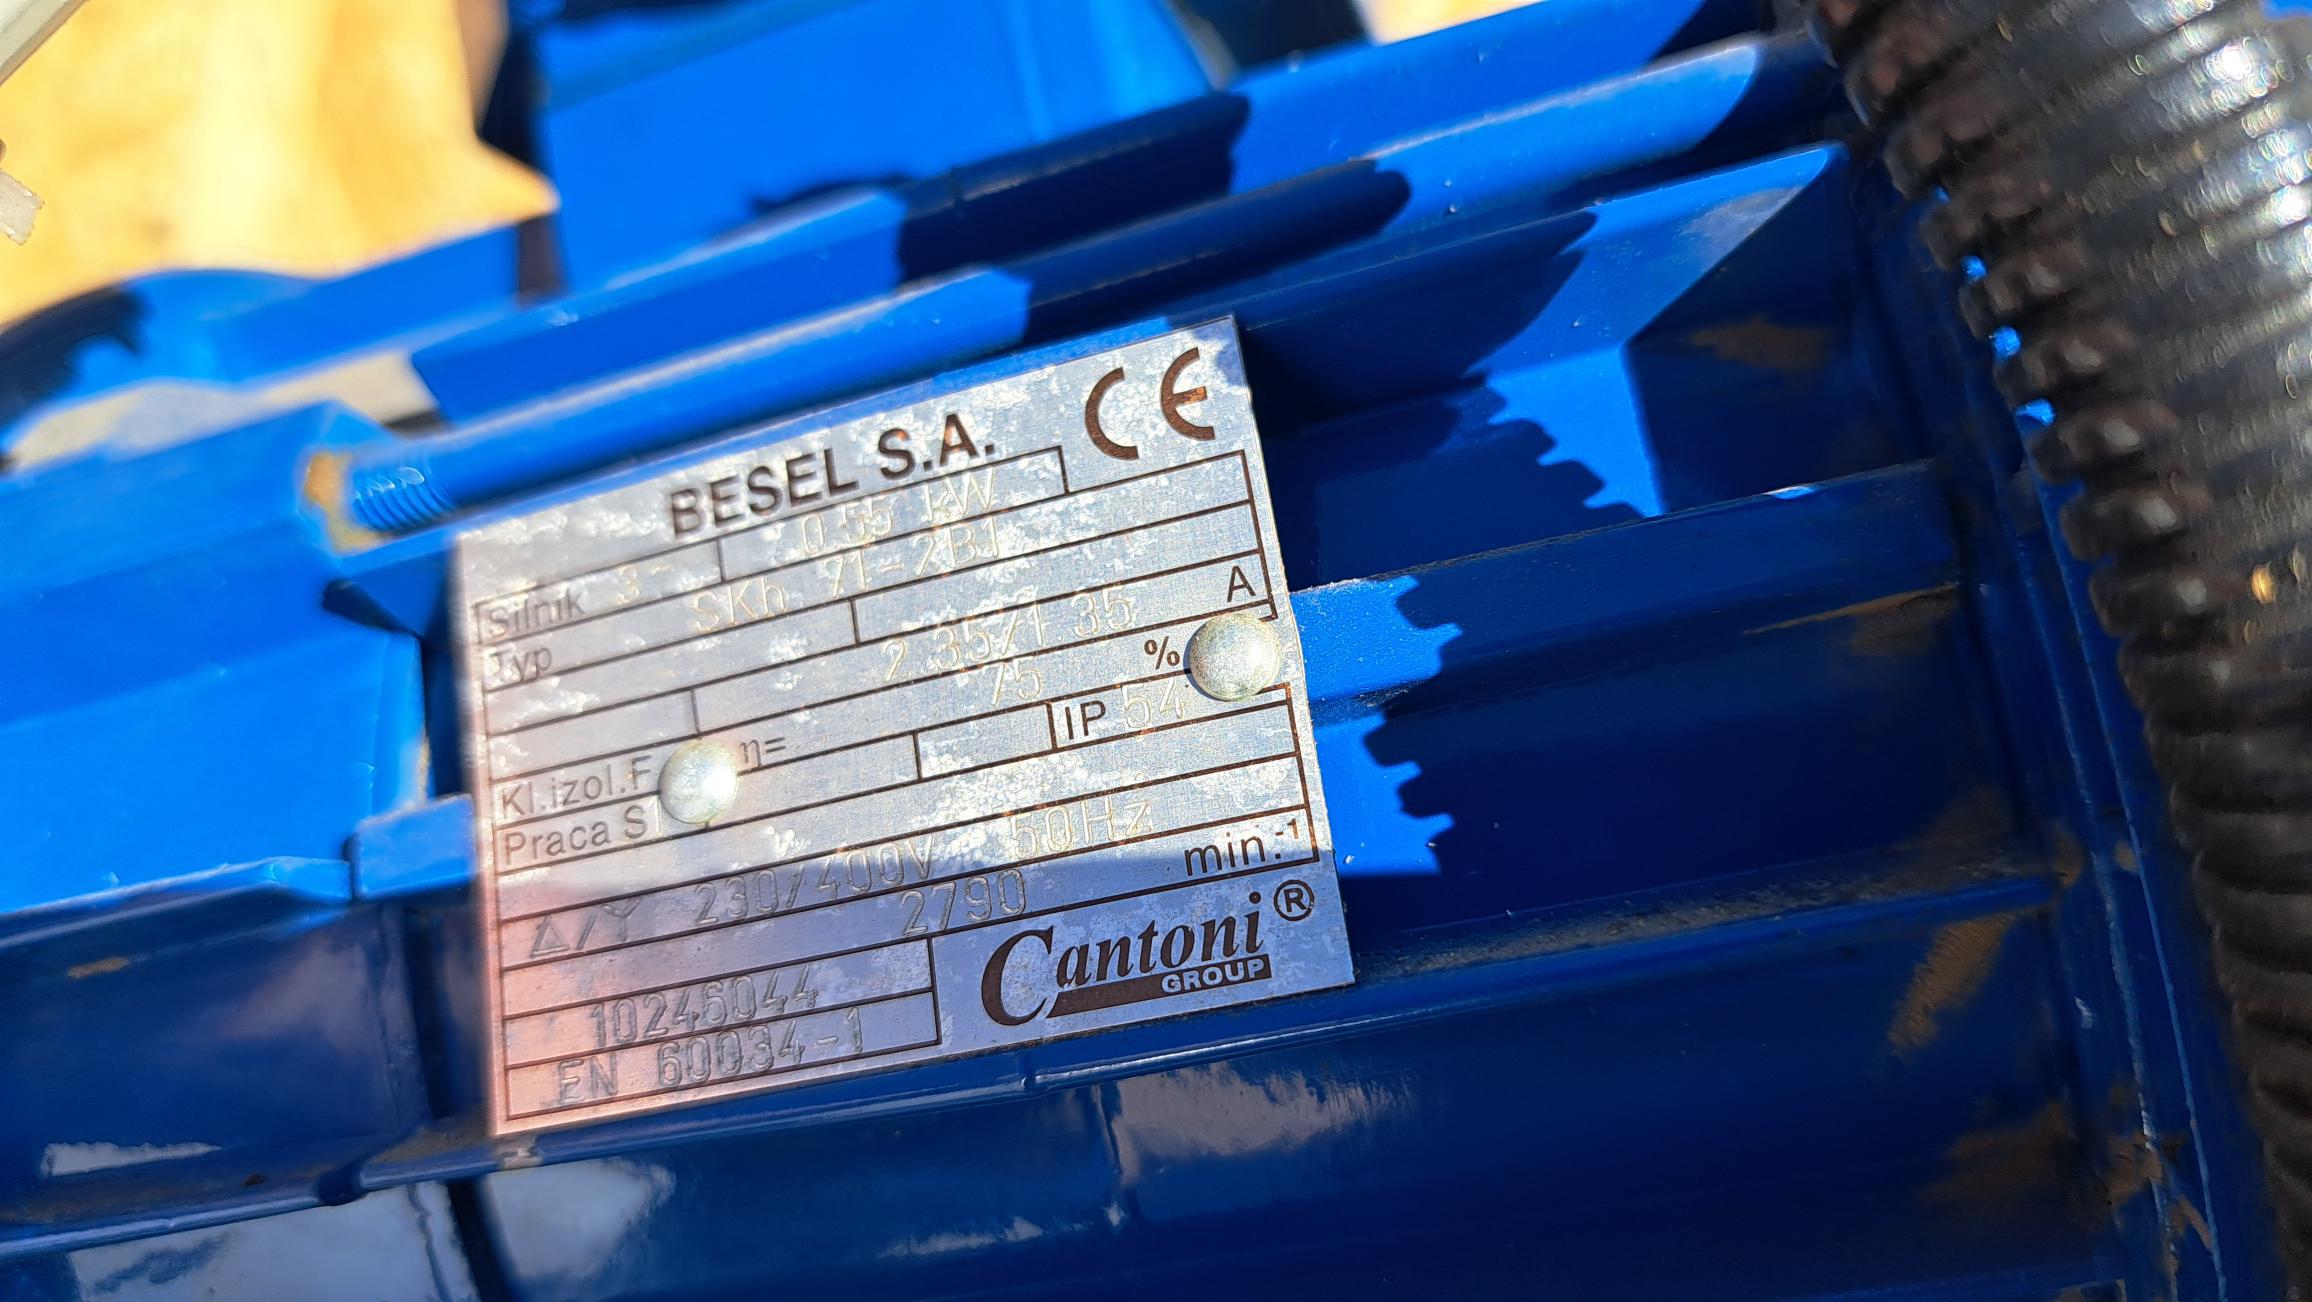 BESEL S.A. CE
Silnik 3~ 0.55 kW
Typ SKh 71-2B1
2.35/1.35 A
Kl.izol.F η= 75 %
Praca S1 IP 54
Δ/Y 230/400V 50Hz
2790 min.-1
10246044
EN 60034-1
Cantoni®
GROUP